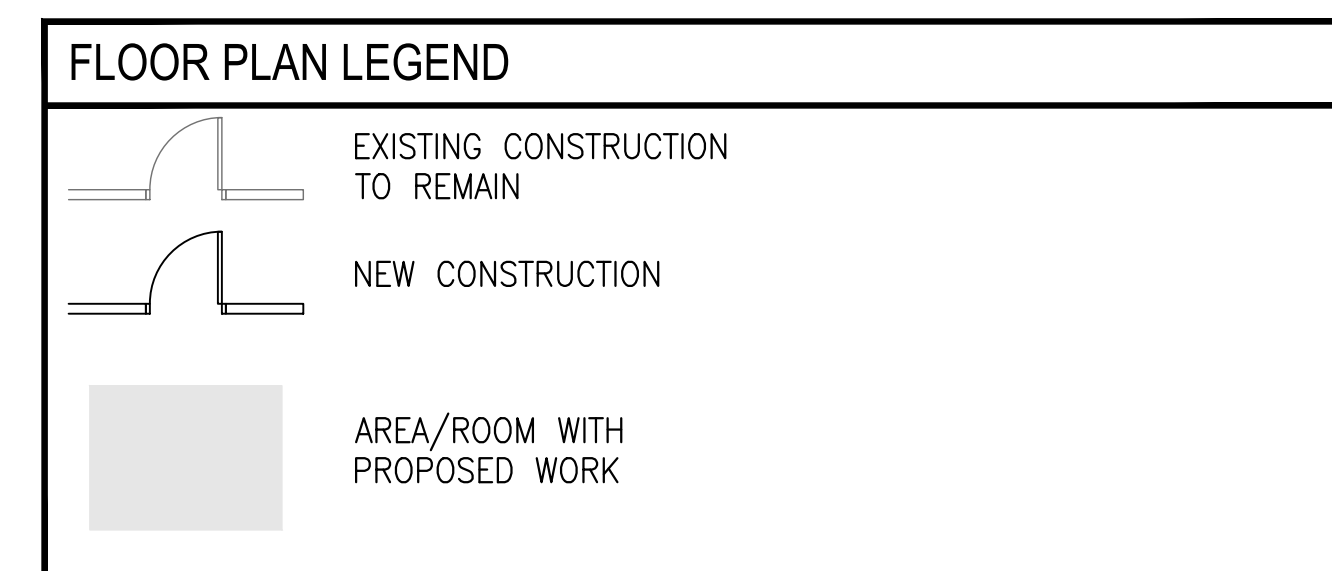 FLOOR PLAN LEGEND
EXISTING CONSTRUCTION
TO REMAIN
NEW CONSTRUCTION
AREA/ROOM WITH
PROPOSED WORK